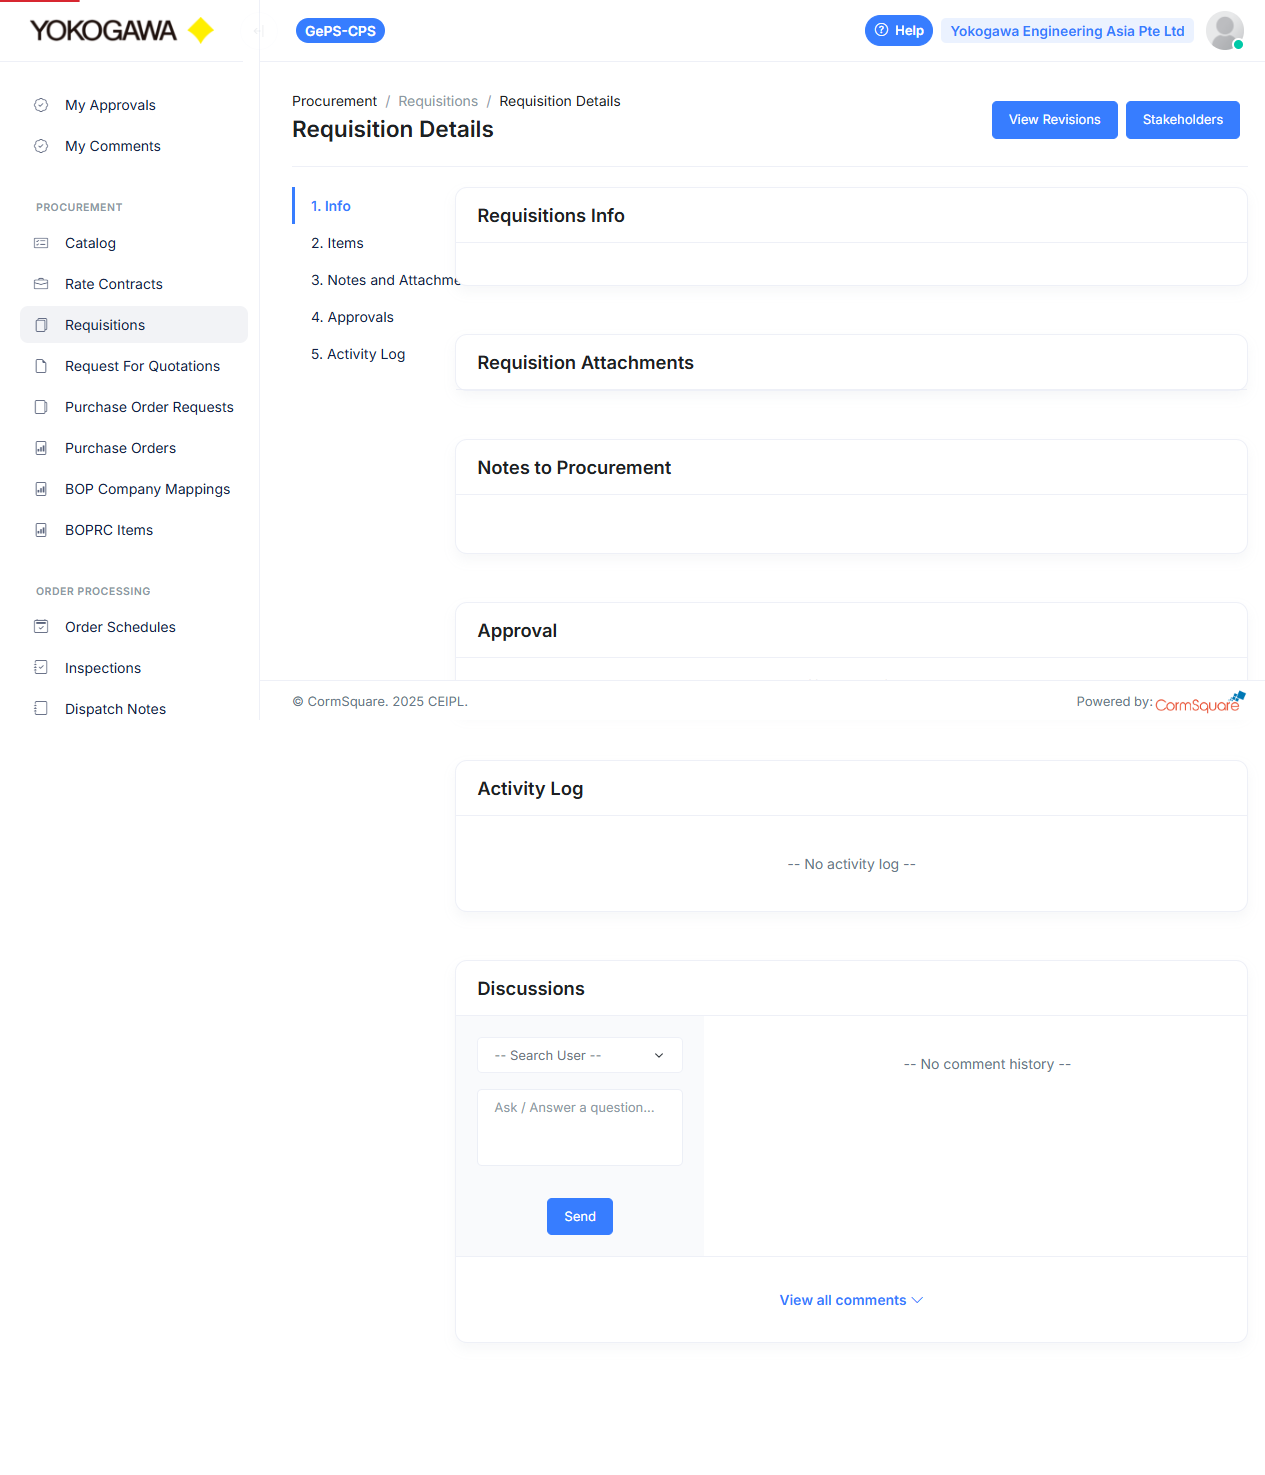 YOKOGAWA
GePS-CPS
Help
Yokogawa Engineering Asia Pte Ltd
My Approvals
My Comments
PROCUREMENT
Catalog
Rate Contracts
Requisitions
Request For Quotations
Purchase Order Requests
Purchase Orders
BOP Company Mappings
BOPRC Items
ORDER PROCESSING
Order Schedules
Inspections
Dispatch Notes
Procurement / Requisitions / Requisition Details
Requisition Details
View Revisions
Stakeholders
1. Info
2. Items
3. Notes and Attachme
4. Approvals
5. Activity Log
Requisitions Info
Requisition Attachments
Notes to Procurement
Approval
© CormSquare. 2025 CEIPL.
Powered by: CormSquare
Activity Log
-- No activity log --
Discussions
-- Search User --
Ask / Answer a question...
Send
-- No comment history --
View all comments